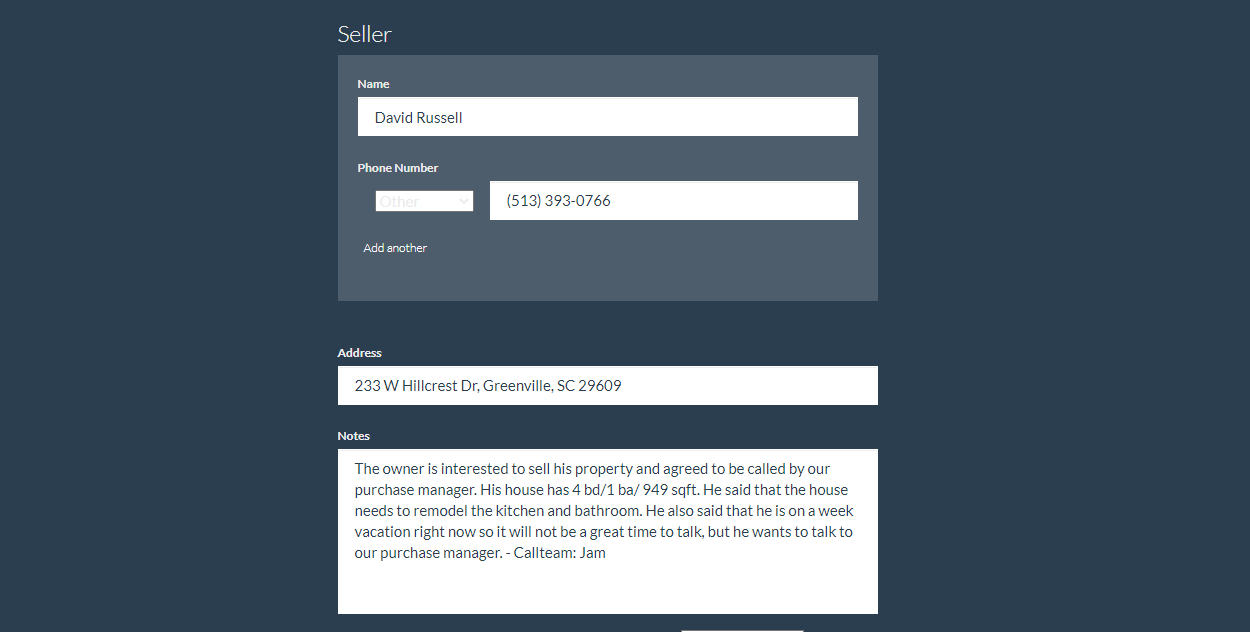 Seller
Name
David Russell
Phone Number
Other
(513) 393-0766
Add another
Address
233 W Hillcrest Dr, Greenville, SC 29609
Notes
The owner is interested to sell his property and agreed to be called by our
purchase manager. His house has 4 bd/1 ba/ 949 sqft. He said that the house
needs to remodel the kitchen and bathroom. He also said that he is on a week
vacation right now so it will not be a great time to talk, but he wants to talk to
our purchase manager. - Callteam: Jam